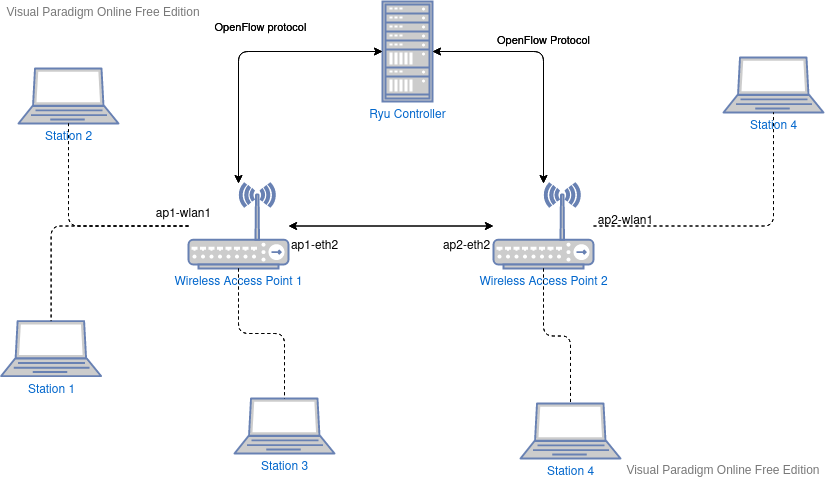 Visual Paradigm Online Free Edition
OpenFlow protocol
OpenFlow Protocol
Ryu Controller
Station 2
Station 4
ap1-wlan1
ap2-wlan1
ap1-eth2
ap2-eth2
Wireless Access Point 1
Wireless Access Point 2
Station 1
Station 3
Station 4
Visual Paradigm Online Free Edition